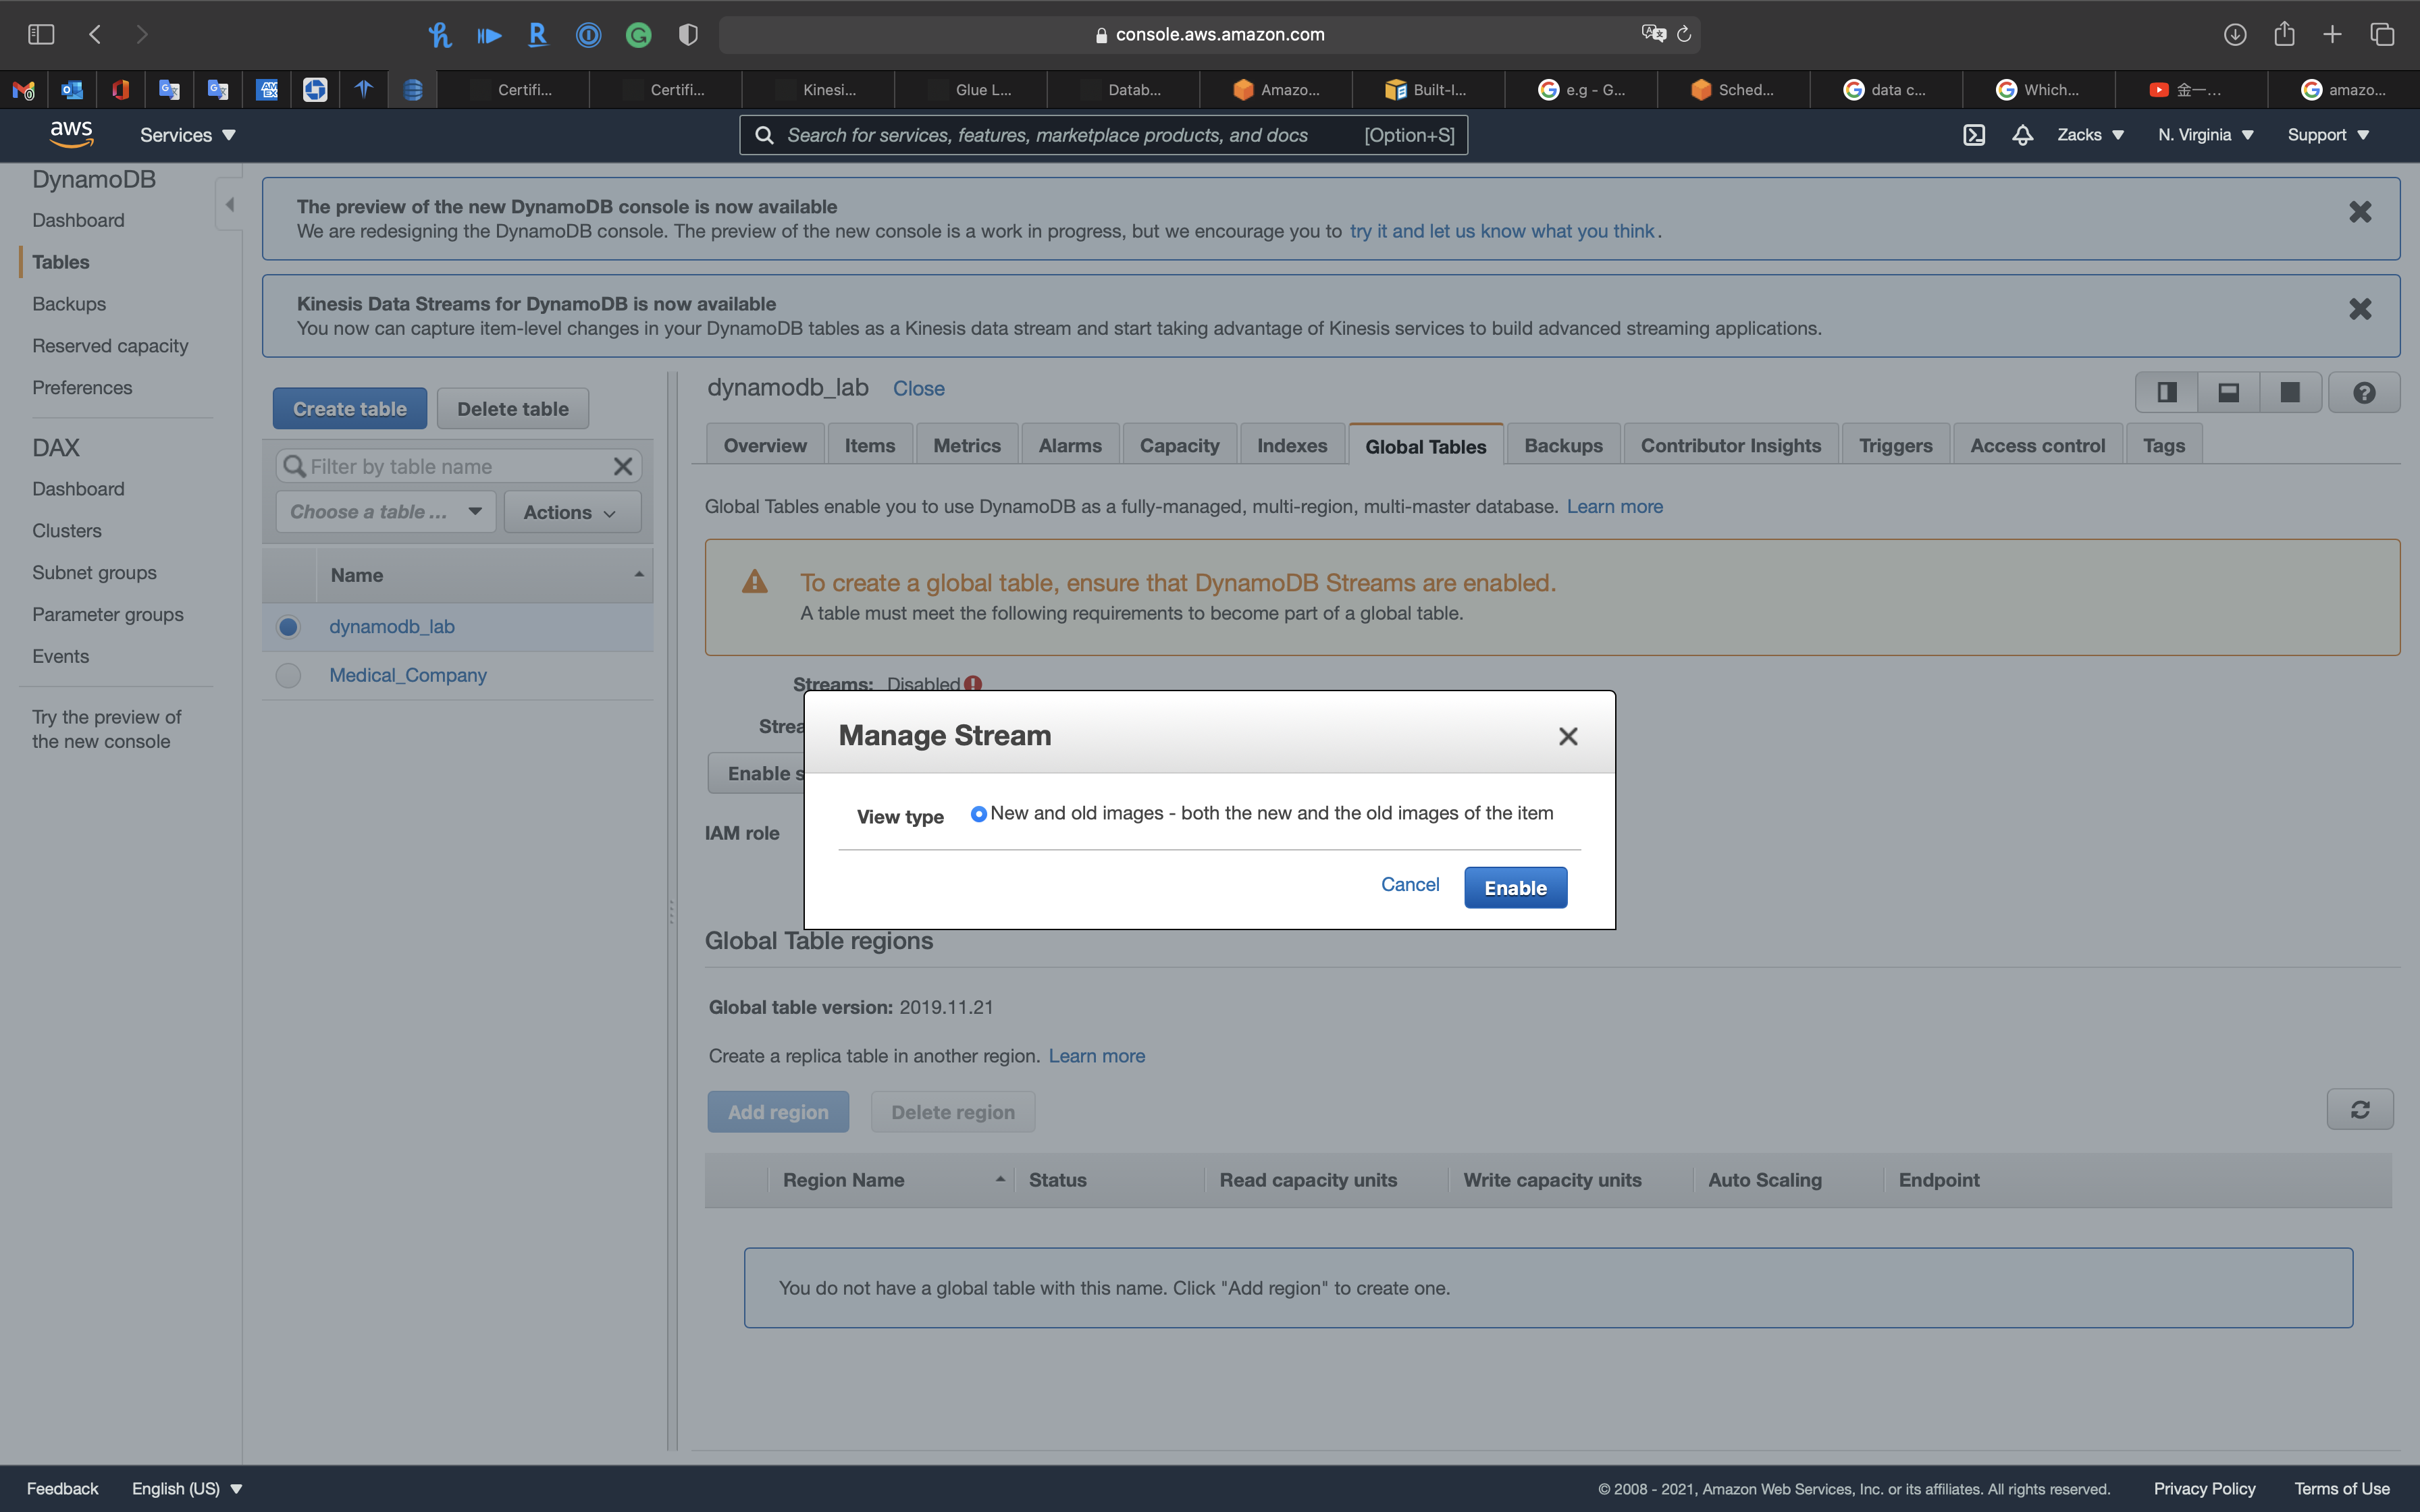 console.aws.amazon.com
Certifi...
Certifi...
Kinesi...
Glue L...
Datab...
Amazo...
Built-I...
e.g - G...
Sched...
data c...
Which...
金一...
amazo...
aws
Services
Search for services, features, marketplace products, and docs
[Option+S]
Zacks
N. Virginia
Support
DynamoDB
Dashboard
Tables
Backups
Reserved capacity
Preferences
DAX
Dashboard
Clusters
Subnet groups
Parameter groups
Events
Try the preview of
the new console
The preview of the new DynamoDB console is now available
We are redesigning the DynamoDB console. The preview of the new console is a work in progress, but we encourage you to try it and let us know what you think.
Kinesis Data Streams for DynamoDB is now available
You now can capture item-level changes in your DynamoDB tables as a Kinesis data stream and start taking advantage of Kinesis services to build advanced streaming applications.
Create table
Delete table
Filter by table name
Choose a table ...
Actions
Name
dynamodb_lab
Medical_Company
dynamodb_lab Close
Overview
Items
Metrics
Alarms
Capacity
Indexes
Global Tables
Backups
Contributor Insights
Triggers
Access control
Tags
Global Tables enable you to use DynamoDB as a fully-managed, multi-region, multi-master database. Learn more
To create a global table, ensure that DynamoDB Streams are enabled.
A table must meet the following requirements to become part of a global table.
Streams: Disabled
Strea
Enable s
IAM role
Manage Stream
View type
New and old images - both the new and the old images of the item
Cancel
Enable
Global Table regions
Global table version: 2019.11.21
Create a replica table in another region. Learn more
Add region
Delete region
Region Name
Status
Read capacity units
Write capacity units
Auto Scaling
Endpoint
You do not have a global table with this name. Click "Add region" to create one.
Feedback
English (US)
© 2008 - 2021, Amazon Web Services, Inc. or its affiliates. All rights reserved.
Privacy Policy
Terms of Use